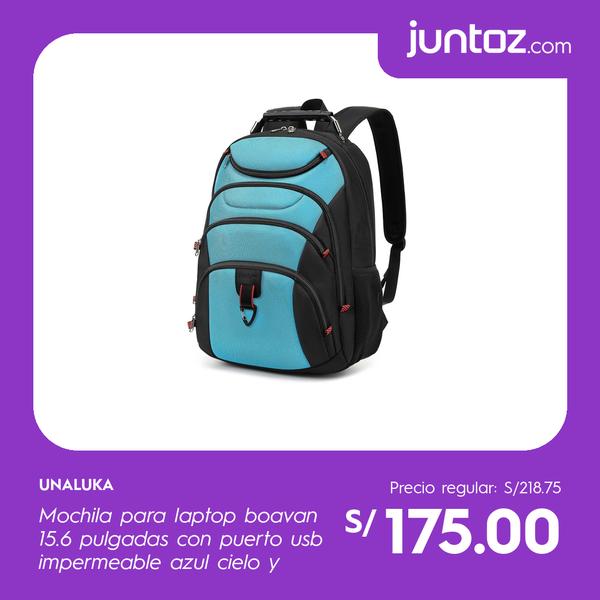 juntoz.com
UNALUKA
Mochila para laptop boavan
15.6 pulgadas con puerto usb
impermeable azul cielo y
Precio regular: S/218.75
S/175.00